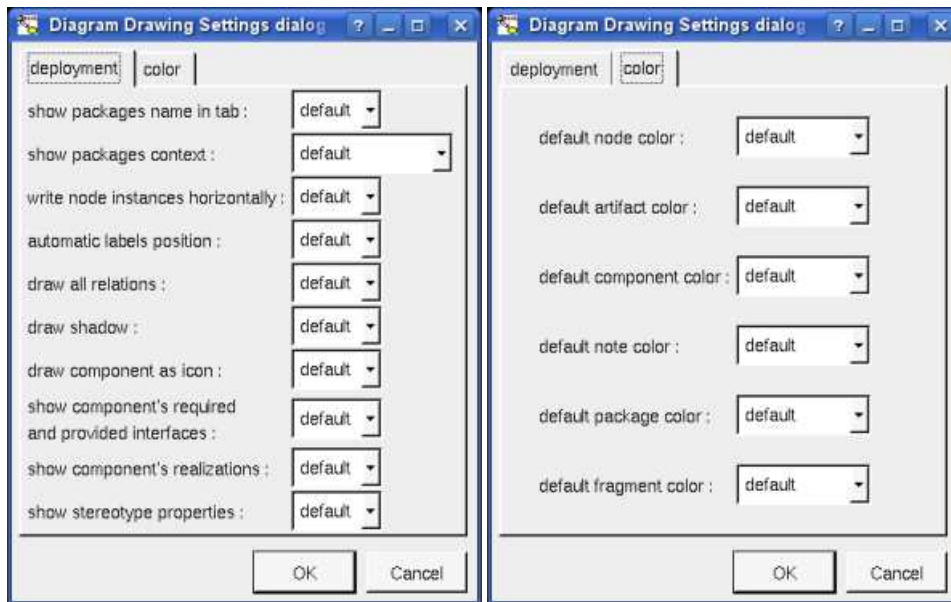 Diagram Drawing Settings dialog
deployment color
show packages name in tab : default
show packages context : default
write node instances horizontally : default
automatic labels position : default
draw all relations : default
draw shadow : default
draw component as icon : default
show component's required
and provided interfaces : default
show component's realizations : default
show stereotype properties : default
OK Cancel
Diagram Drawing Settings dialog
deployment color
default node color : default
default artifact color : default
default component color : default
default note color : default
default package color : default
default fragment color : default
OK Cancel